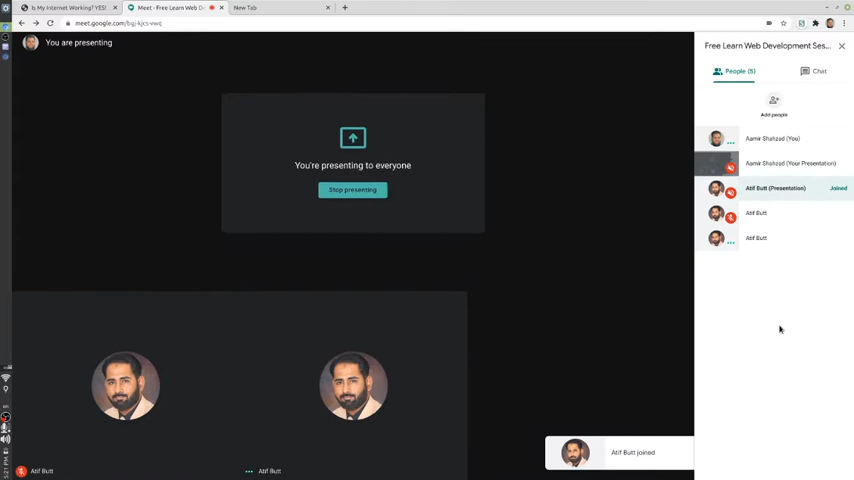 Is My Internet Working? YES!
Meet - Free Learn Web De
New Tab
meet.google.com/bgj-kjcs-vwq
You are presenting
Free Learn Web Development Ses...
People (5)
Chat
Add people
You're presenting to everyone
Stop presenting
Aamir Shahzad (You)
Aamir Shahzad (Your Presentation)
Atif Butt (Presentation)
Joined
Atif Butt
Atif Butt
Atif Butt joined
Atif Butt
Atif Butt
5:21 PM